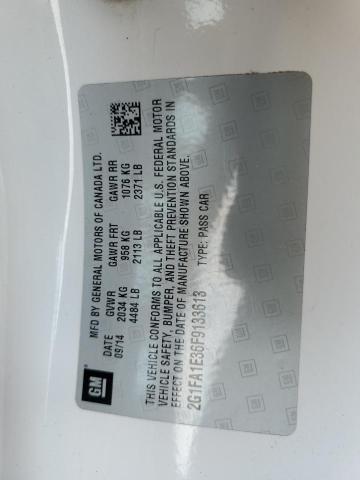 GM
MFD BY GENERAL MOTORS OF CANADA LTD.
DATE GVWR GAWR FRT GAWR RR
09/14 2034 KG 958 KG 1076 KG
4484 LB 2113 LB 2371 LB
THIS VEHICLE CONFORMS TO ALL APPLICABLE U.S. FEDERAL MOTOR
VEHICLE SAFETY, BUMPER, AND THEFT PREVENTION STANDARDS IN
EFFECT ON THE DATE OF MANUFACTURE SHOWN ABOVE.
2G1FA1E36F9133613 TYPE: PASS CAR